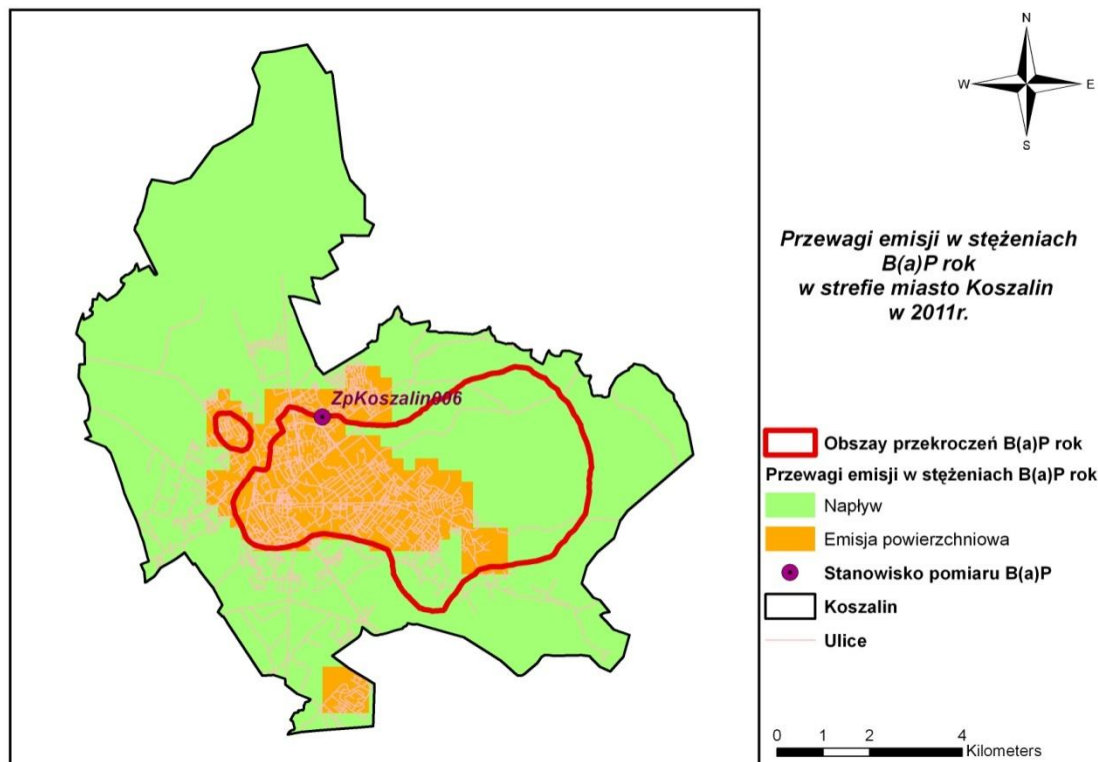 N
W
E
S
Przewagi emisji w stężeniach
B(a)P rok
w strefie miasto Koszalin
w 2011r.
ZpKoszalin006
Obszay przekroczeń B(a)P rok
Przewagi emisji w stężeniach B(a)P rok
Napływ
Emisja powierzchniowa
Stanowisko pomiaru B(a)P
Koszalin
Ulice
0 1 2 4
Kilometers